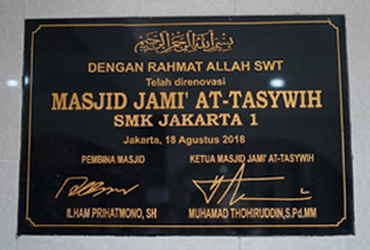 بسم الله الرحمن الرحيم
DENGAN RAHMAT ALLAH SWT
Telah direnovasi
MASJID JAMI' AT-TASYWIH
SMK JAKARTA 1
Jakarta, 18 Agustus 2018
PEMBINA MASJID
KETUA MASJID JAMI' AT-TASYWIH
ILHAM PRIHATMONO, SH
MUHAMAD THOHIRUDDIN,S.Pd.MM